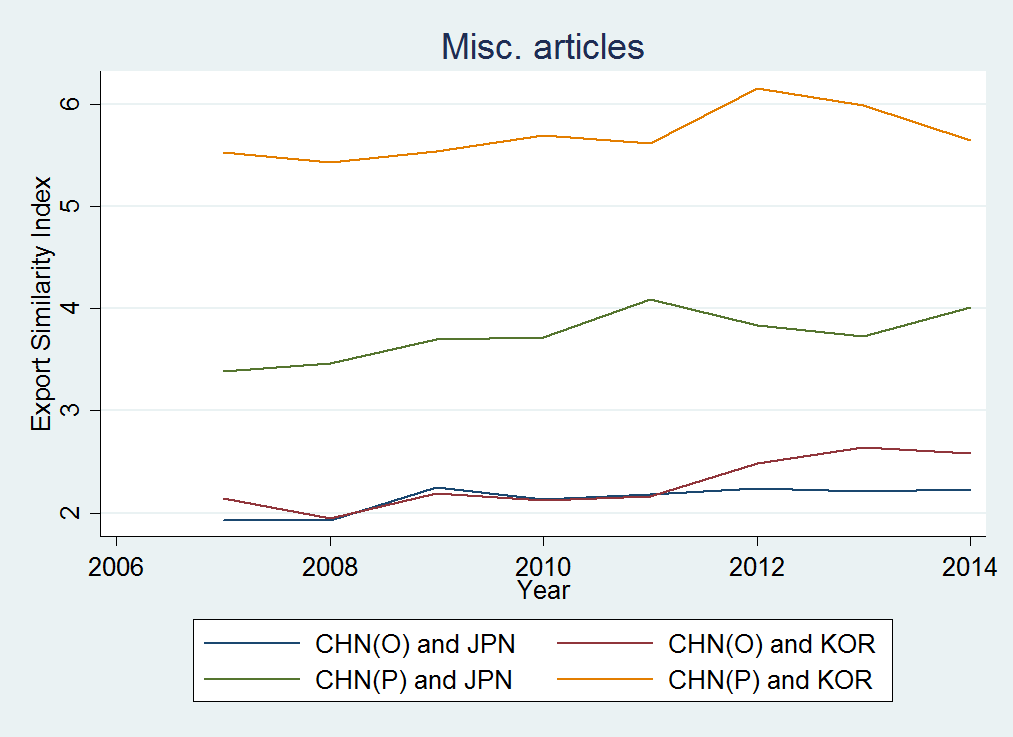 Misc. articles
Export Similarity Index
6
5
4
3
2
2006 2008 2010 2012 2014
Year
CHN(O) and JPN CHN(O) and KOR
CHN(P) and JPN CHN(P) and KOR